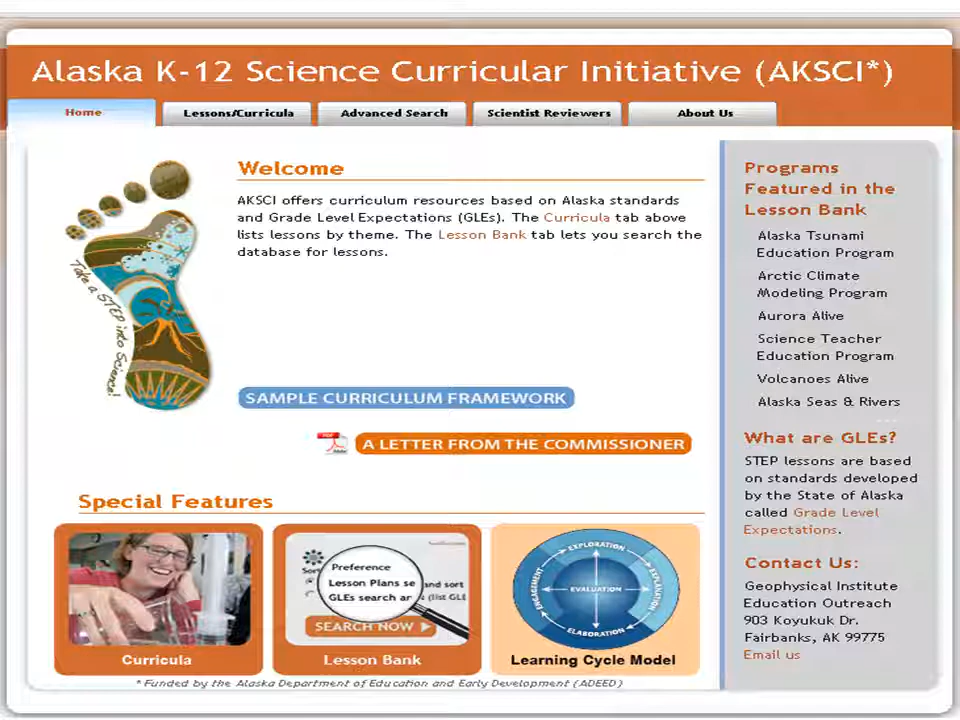 Alaska K-12 Science Curricular Initiative (AKSCI*)
Home
Lessons/Curricula
Advanced Search
Scientist Reviewers
About Us
Take a STEP into Science!
Welcome
AKSCI offers curriculum resources based on Alaska standards
and Grade Level Expectations (GLEs). The Curricula tab above
lists lessons by theme. The Lesson Bank tab lets you search the
database for lessons.
SAMPLE CURRICULUM FRAMEWORK
A LETTER FROM THE COMMISSIONER
Special Features
Curricula
Preference
Sort
Lesson Plans se and sort
GLEs search ar (list GLE
SEARCH NOW
Lesson Bank
EXPLORATION
EXPLANATION
ENGAGEMENT
EVALUATION
ELABORATION
Learning Cycle Model
*Funded by the Alaska Department of Education and Early Development (ADEED)
Programs
Featured in the
Lesson Bank
Alaska Tsunami
Education Program
Arctic Climate
Modeling Program
Aurora Alive
Science Teacher
Education Program
Volcanoes Alive
Alaska Seas & Rivers
What are GLEs?
STEP lessons are based
on standards developed
by the State of Alaska
called Grade Level
Expectations.
Contact Us:
Geophysical Institute
Education Outreach
903 Koyukuk Dr.
Fairbanks, AK 99775
Email us